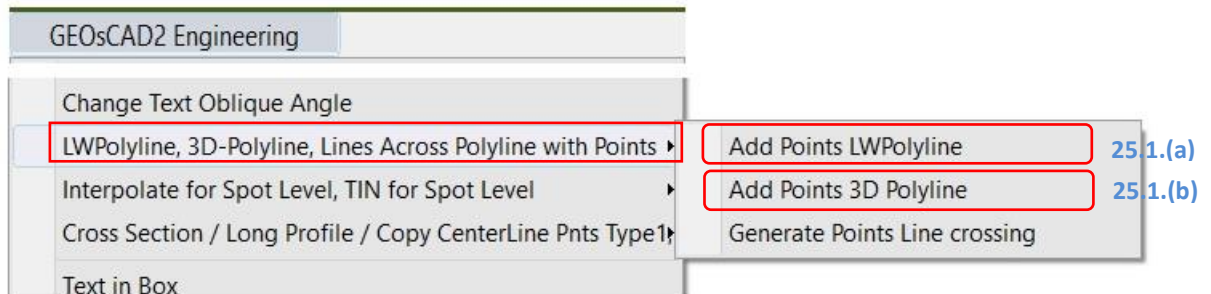 GEOsCAD2 Engineering
Change Text Oblique Angle
LWPolyline, 3D-Polyline, Lines Across Polyline with Points
Add Points LWPolyline
25.1.(a)
Interpolate for Spot Level, TIN for Spot Level
Add Points 3D Polyline
25.1.(b)
Cross Section / Long Profile / Copy CenterLine Pnts Type1,
Generate Points Line crossing
Text in Box